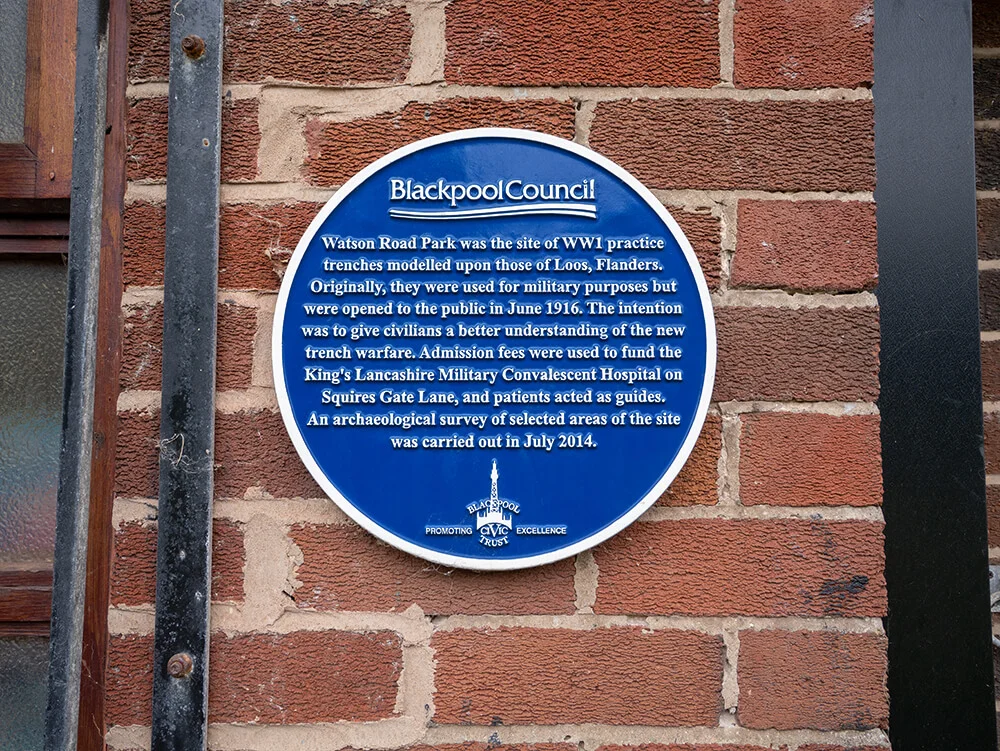 Blackpool Council
Watson Road Park was the site of WW1 practice
trenches modelled upon those of Loos, Flanders.
Originally, they were used for military purposes but
were opened to the public in June 1916. The intention
was to give civilians a better understanding of the new
trench warfare. Admission fees were used to fund the
King's Lancashire Military Convalescent Hospital on
Squires Gate Lane, and patients acted as guides.
An archaeological survey of selected areas of the site
was carried out in July 2014.
BLACKPOOL
PROMOTING CIVIC EXCELLENCE
TRUST